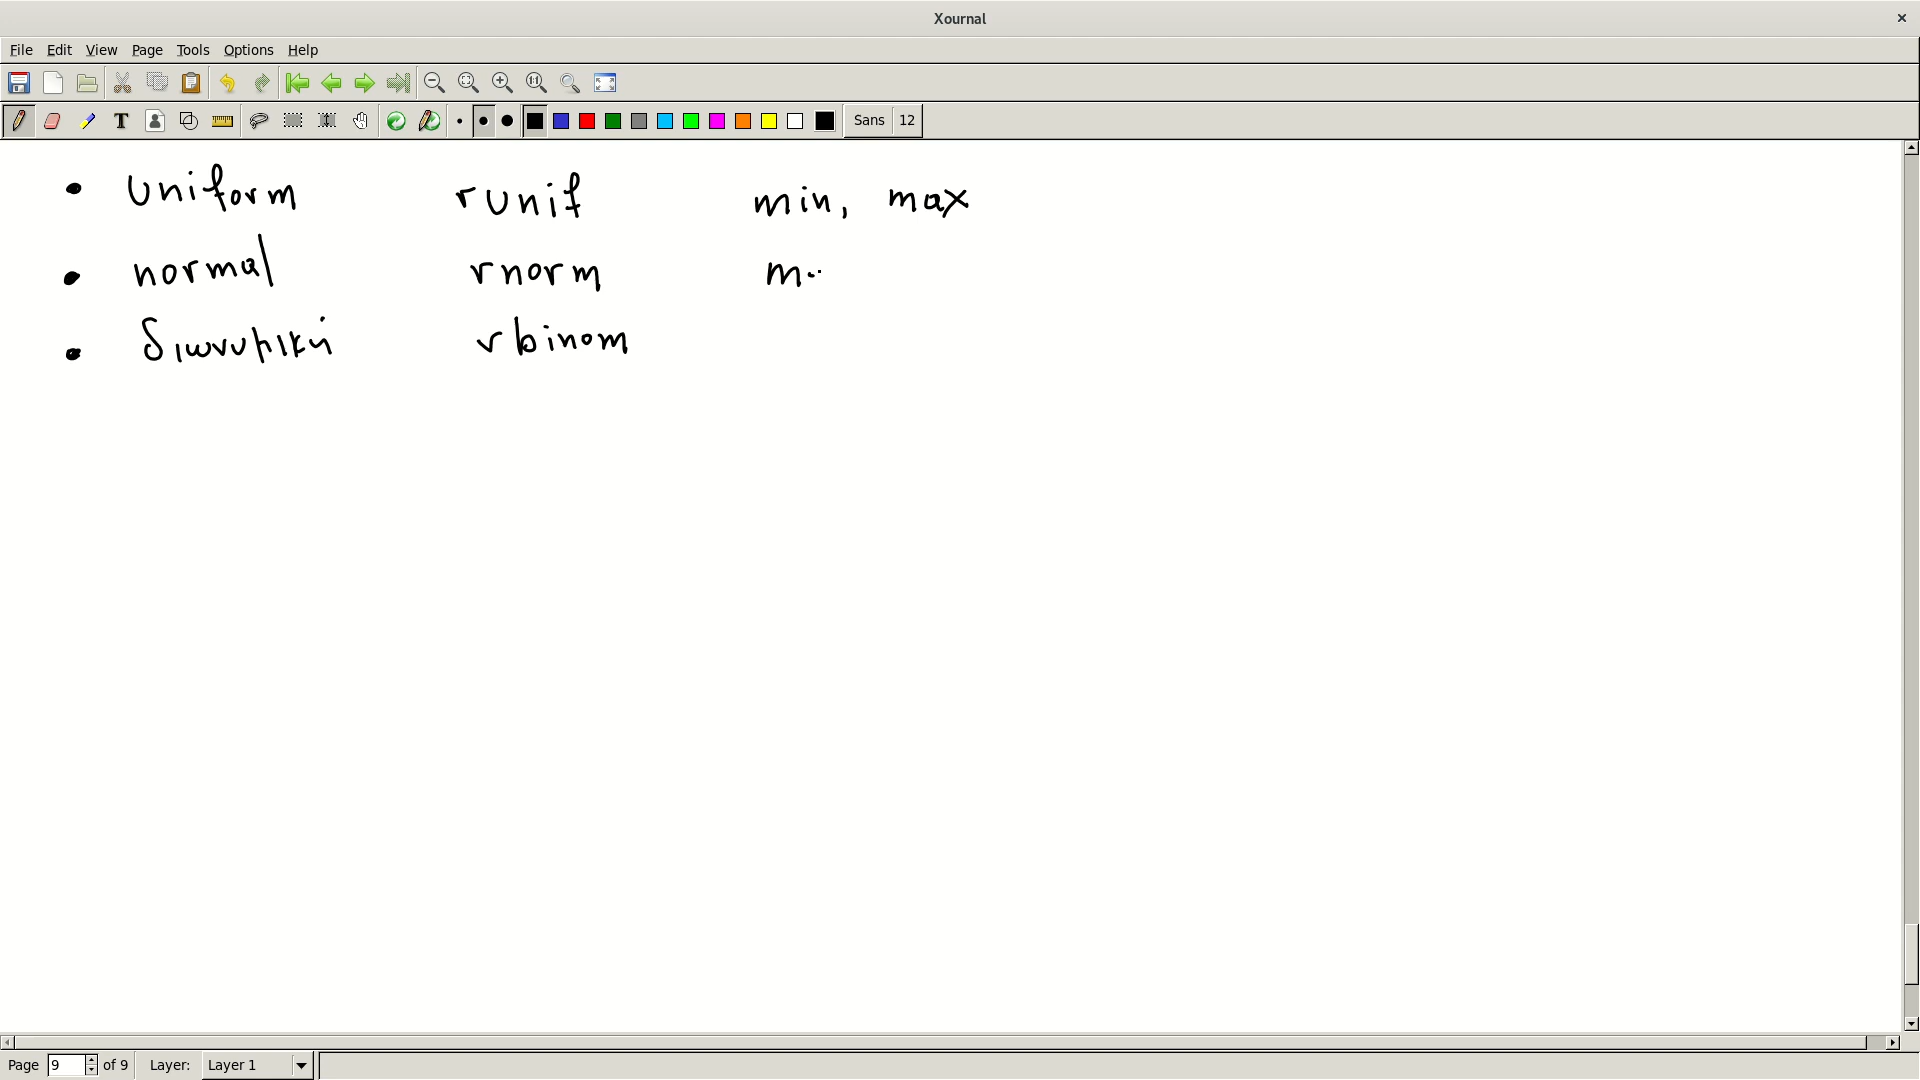 Xournal
File Edit View Page Tools Options Help
T Sans 12
• uniform runif min, max
• normal rnorm m
• διωνυμική rbinom
Page 9 of 9 Layer: Layer 1